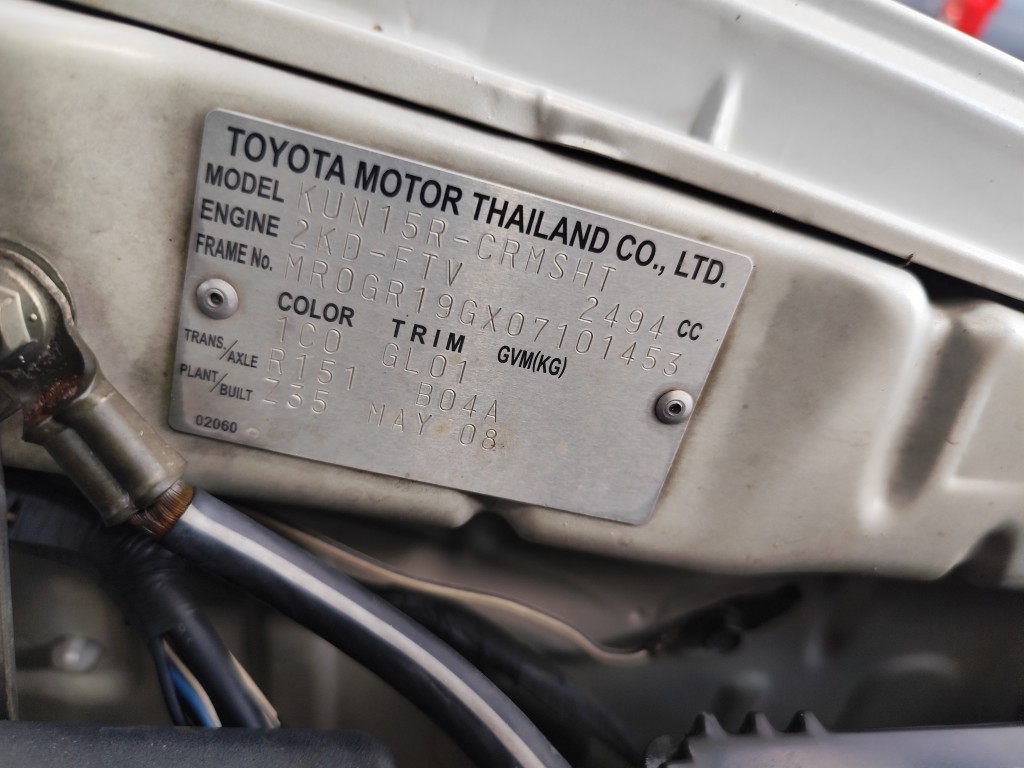 TOYOTA MOTOR THAILAND CO., LTD.
MODEL KUN15R-CRMSHT
ENGINE 2KD-FTV 2494 CC
FRAME No. MR0GR19GX07101453
COLOR TRIM GVM(KG)
1C0 GL01
TRANS./AXLE R151 B04A
PLANT/BUILT Z35 MAY 08
02060